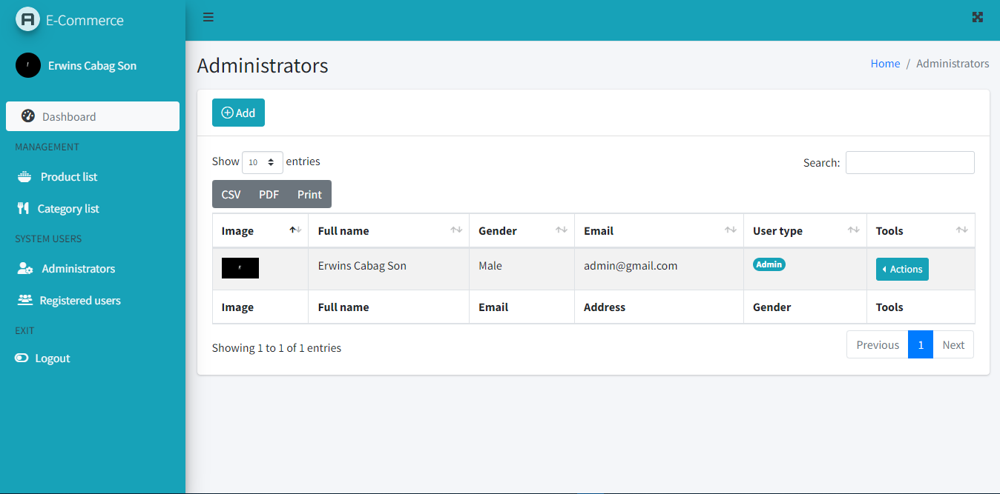 E-Commerce
Erwins Cabag Son
Dashboard
MANAGEMENT
Product list
Category list
SYSTEM USERS
Administrators
Registered users
EXIT
Logout
Administrators
Home / Administrators
Add
Show 10 entries
Search:
CSV PDF Print
Image Full name Gender Email User type Tools
Erwins Cabag Son Male admin@gmail.com Admin Actions
Image Full name Email Address Gender Tools
Showing 1 to 1 of 1 entries
Previous 1 Next